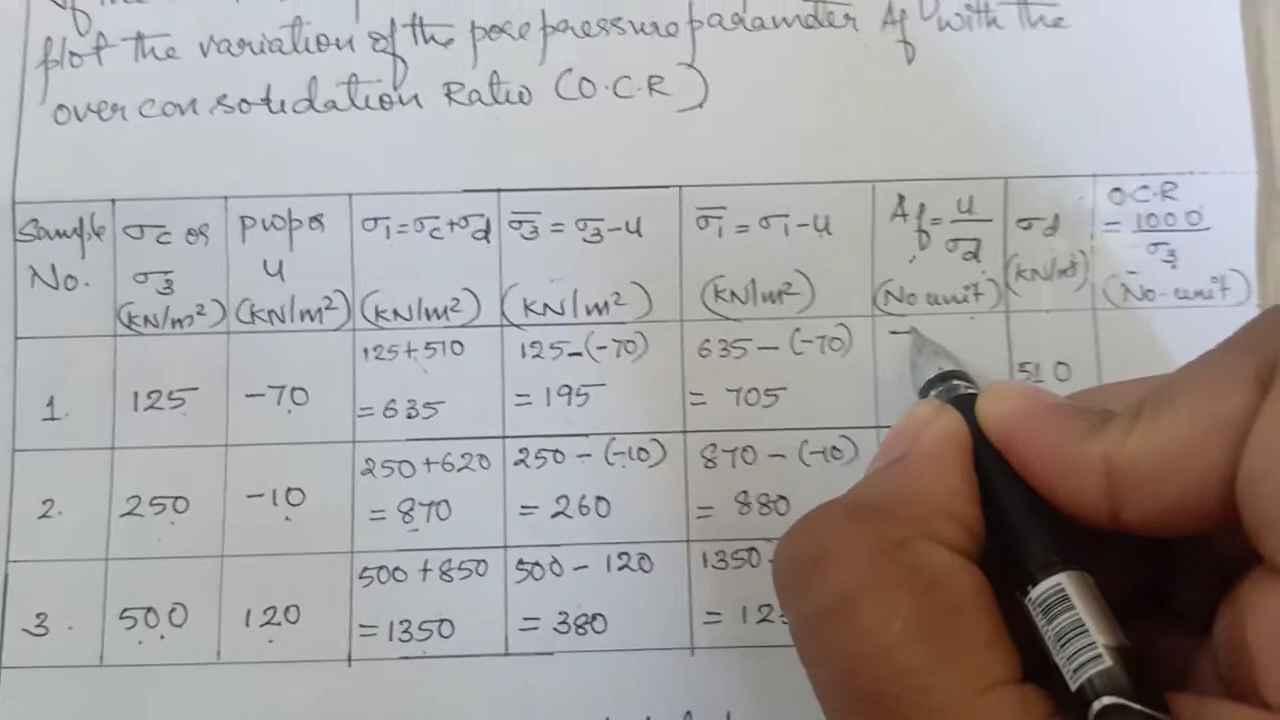 plot the variation of the pore pressure parameter Af with the
over consolidation Ratio (O.C.R)
Sample No. | σc or σ3 (KN/m²) | pwp or u (KN/m²) | σ1=σc+σd (KN/m²) | σ̅3 = σ3-u (KN/m²) | σ̅1 = σ1-u (KN/m²) | Af = u/σd (No unit) | σd (KN/m²) | OCR = 1000/σ3 (No-unit)
1. | 125 | -70 | 125+510 = 635 | 125-(-70) = 195 | 635-(-70) = 705 | - | 510
2. | 250 | -10 | 250+620 = 870 | 250-(-10) = 260 | 870-(-10) = 880
3. | 500 | 120 | 500+850 = 1350 | 500-120 = 380 | 1350 = 12